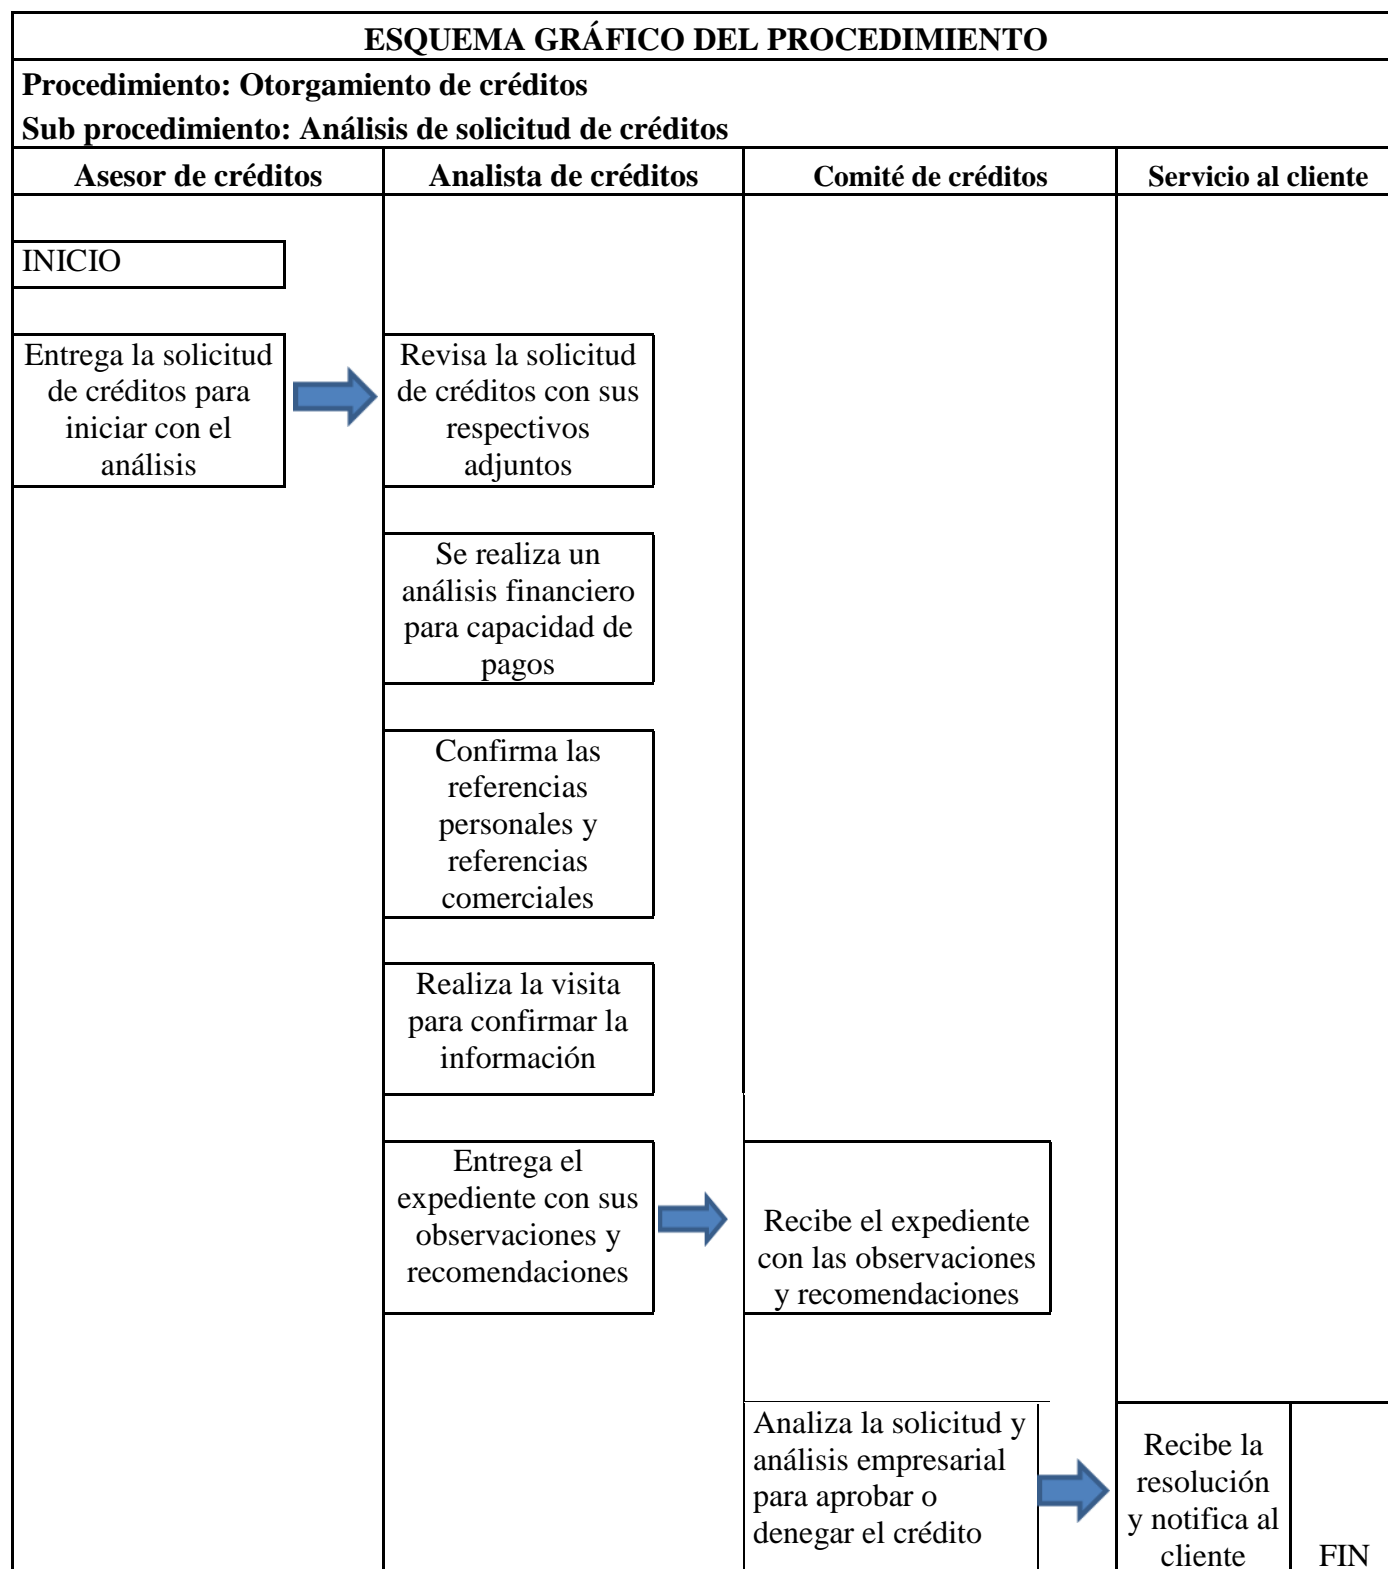 ESQUEMA GRÁFICO DEL PROCEDIMIENTO
Procedimiento: Otorgamiento de créditos
Sub procedimiento: Análisis de solicitud de créditos
Asesor de créditos
Analista de créditos
Comité de créditos
Servicio al cliente
INICIO
Entrega la solicitud
de créditos para
iniciar con el
análisis
Revisa la solicitud
de créditos con sus
respectivos
adjuntos
Se realiza un
análisis financiero
para capacidad de
pagos
Confirma las
referencias
personales y
referencias
comerciales
Realiza la visita
para confirmar la
información
Entrega el
expediente con sus
observaciones y
recomendaciones
Recibe el expediente
con las observaciones
y recomendaciones
Analiza la solicitud y
análisis empresarial
para aprobar o
denegar el crédito
Recibe la
resolución
y notifica al
cliente
FIN